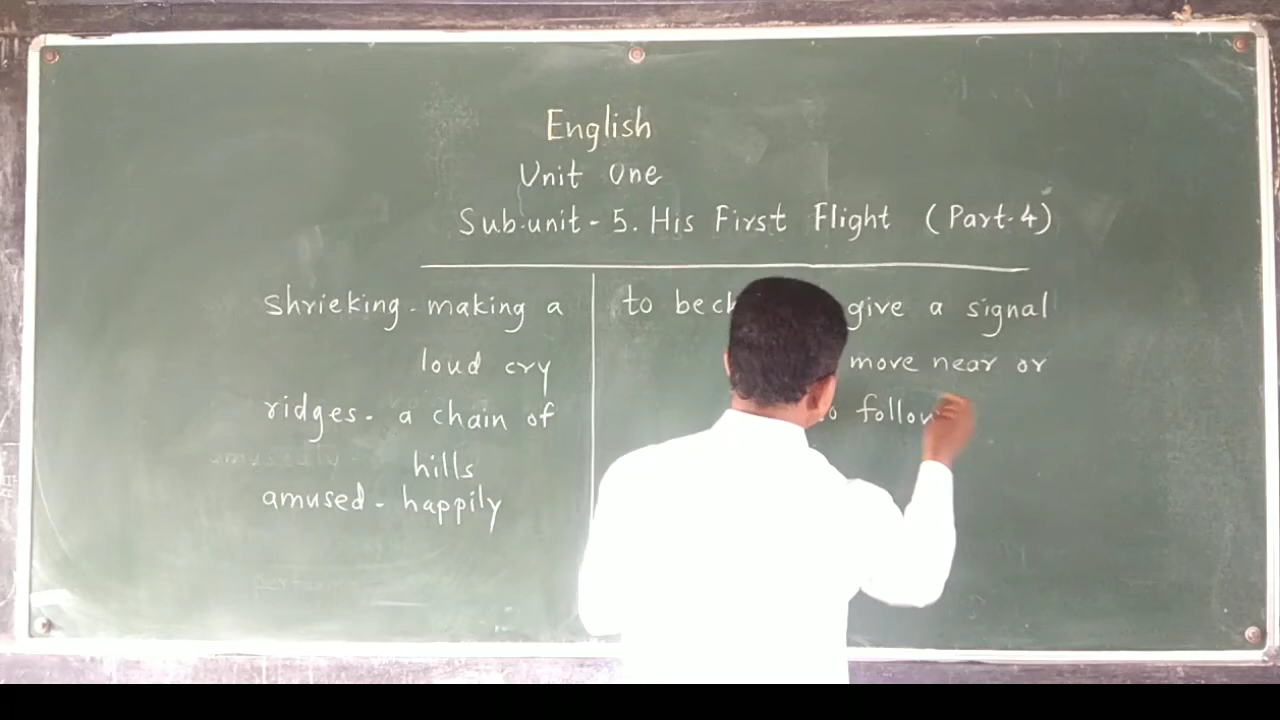 English
Unit One
Sub-unit - 5. His First Flight (Part-4)
shrieking - making a
loud cry
ridges - a chain of
hills
amused - happily
to give a signal
move near or
follow